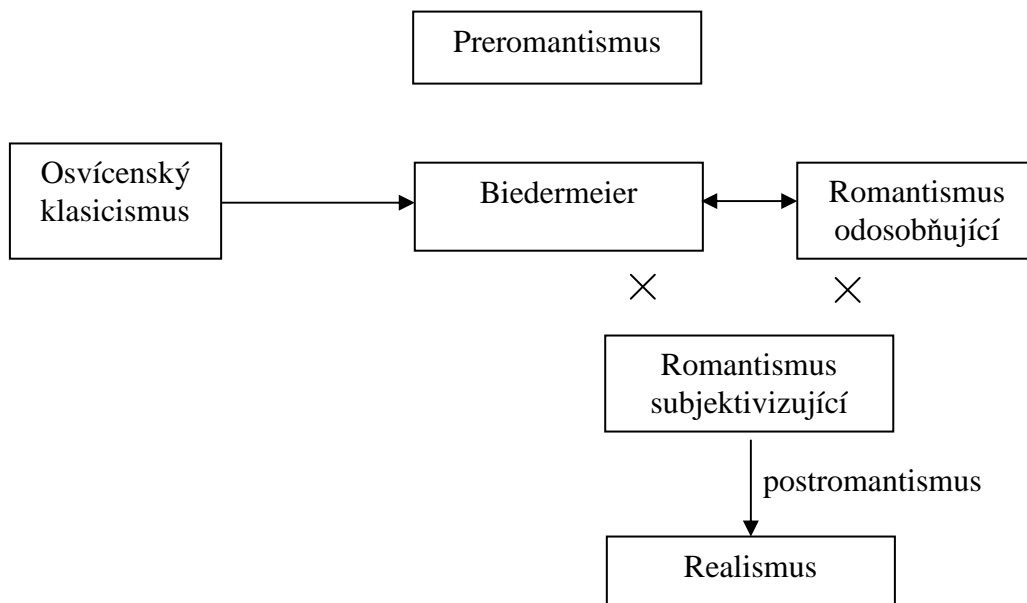 Preromantismus
Osvícenský
klasicismus
Biedermeier
Romantismus
odosobňující
Romantismus
subjektivizující
postromantismus
Realismus